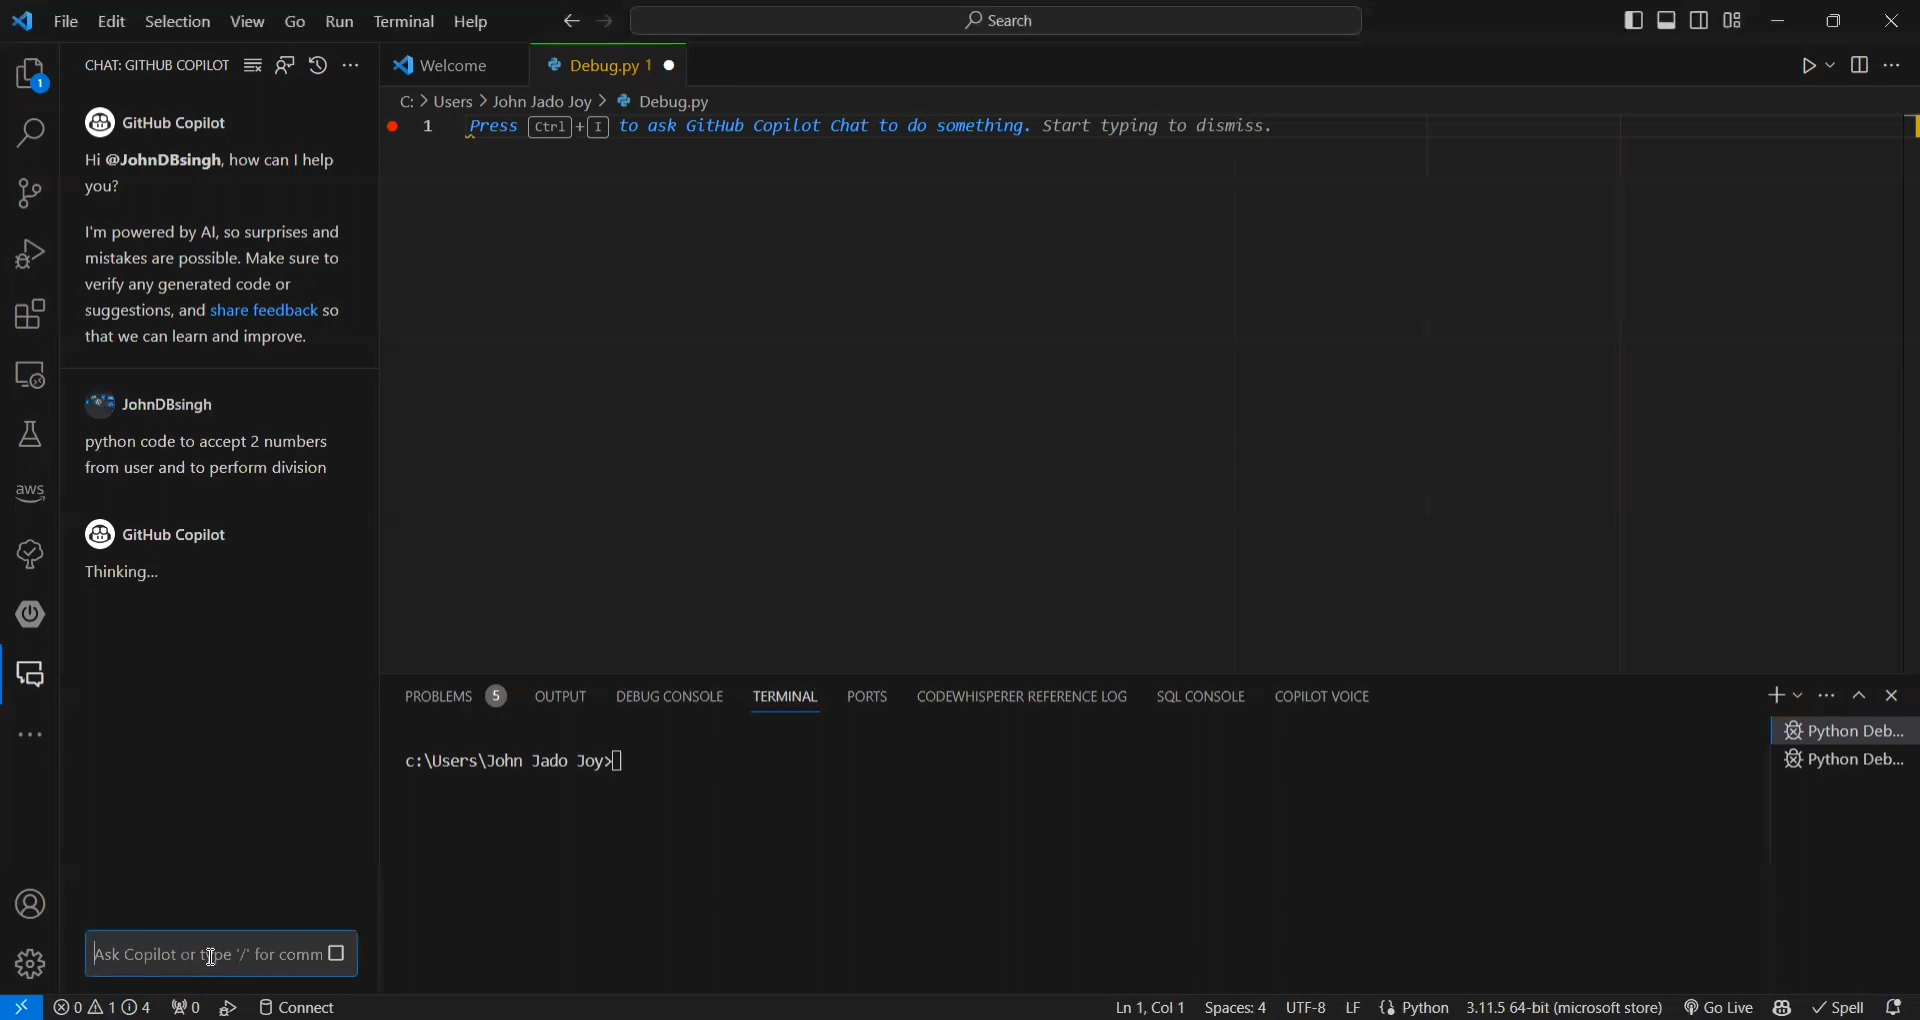 File Edit Selection View Go Run Terminal Help
Search
CHAT: GITHUB COPILOT
Welcome
Debug.py 1
1
C: > Users > John Jado Joy > Debug.py
1 Press Ctrl + I to ask GitHub Copilot Chat to do something. Start typing to dismiss.
GitHub Copilot
Hi @JohnDBsingh, how can I help
you?
I'm powered by AI, so surprises and
mistakes are possible. Make sure to
verify any generated code or
suggestions, and share feedback so
that we can learn and improve.
JohnDBsingh
python code to accept 2 numbers
from user and to perform division
aws
GitHub Copilot
Thinking...
Ask Copilot or type '/' for comm
PROBLEMS 5 OUTPUT DEBUG CONSOLE TERMINAL PORTS CODEWHISPERER REFERENCE LOG SQL CONSOLE COPILOT VOICE
c:\Users\John Jado Joy>
Python Deb...
Python Deb...
0 1 4 0 Connect
Ln 1, Col 1 Spaces: 4 UTF-8 LF Python 3.11.5 64-bit (microsoft store) Go Live Spell